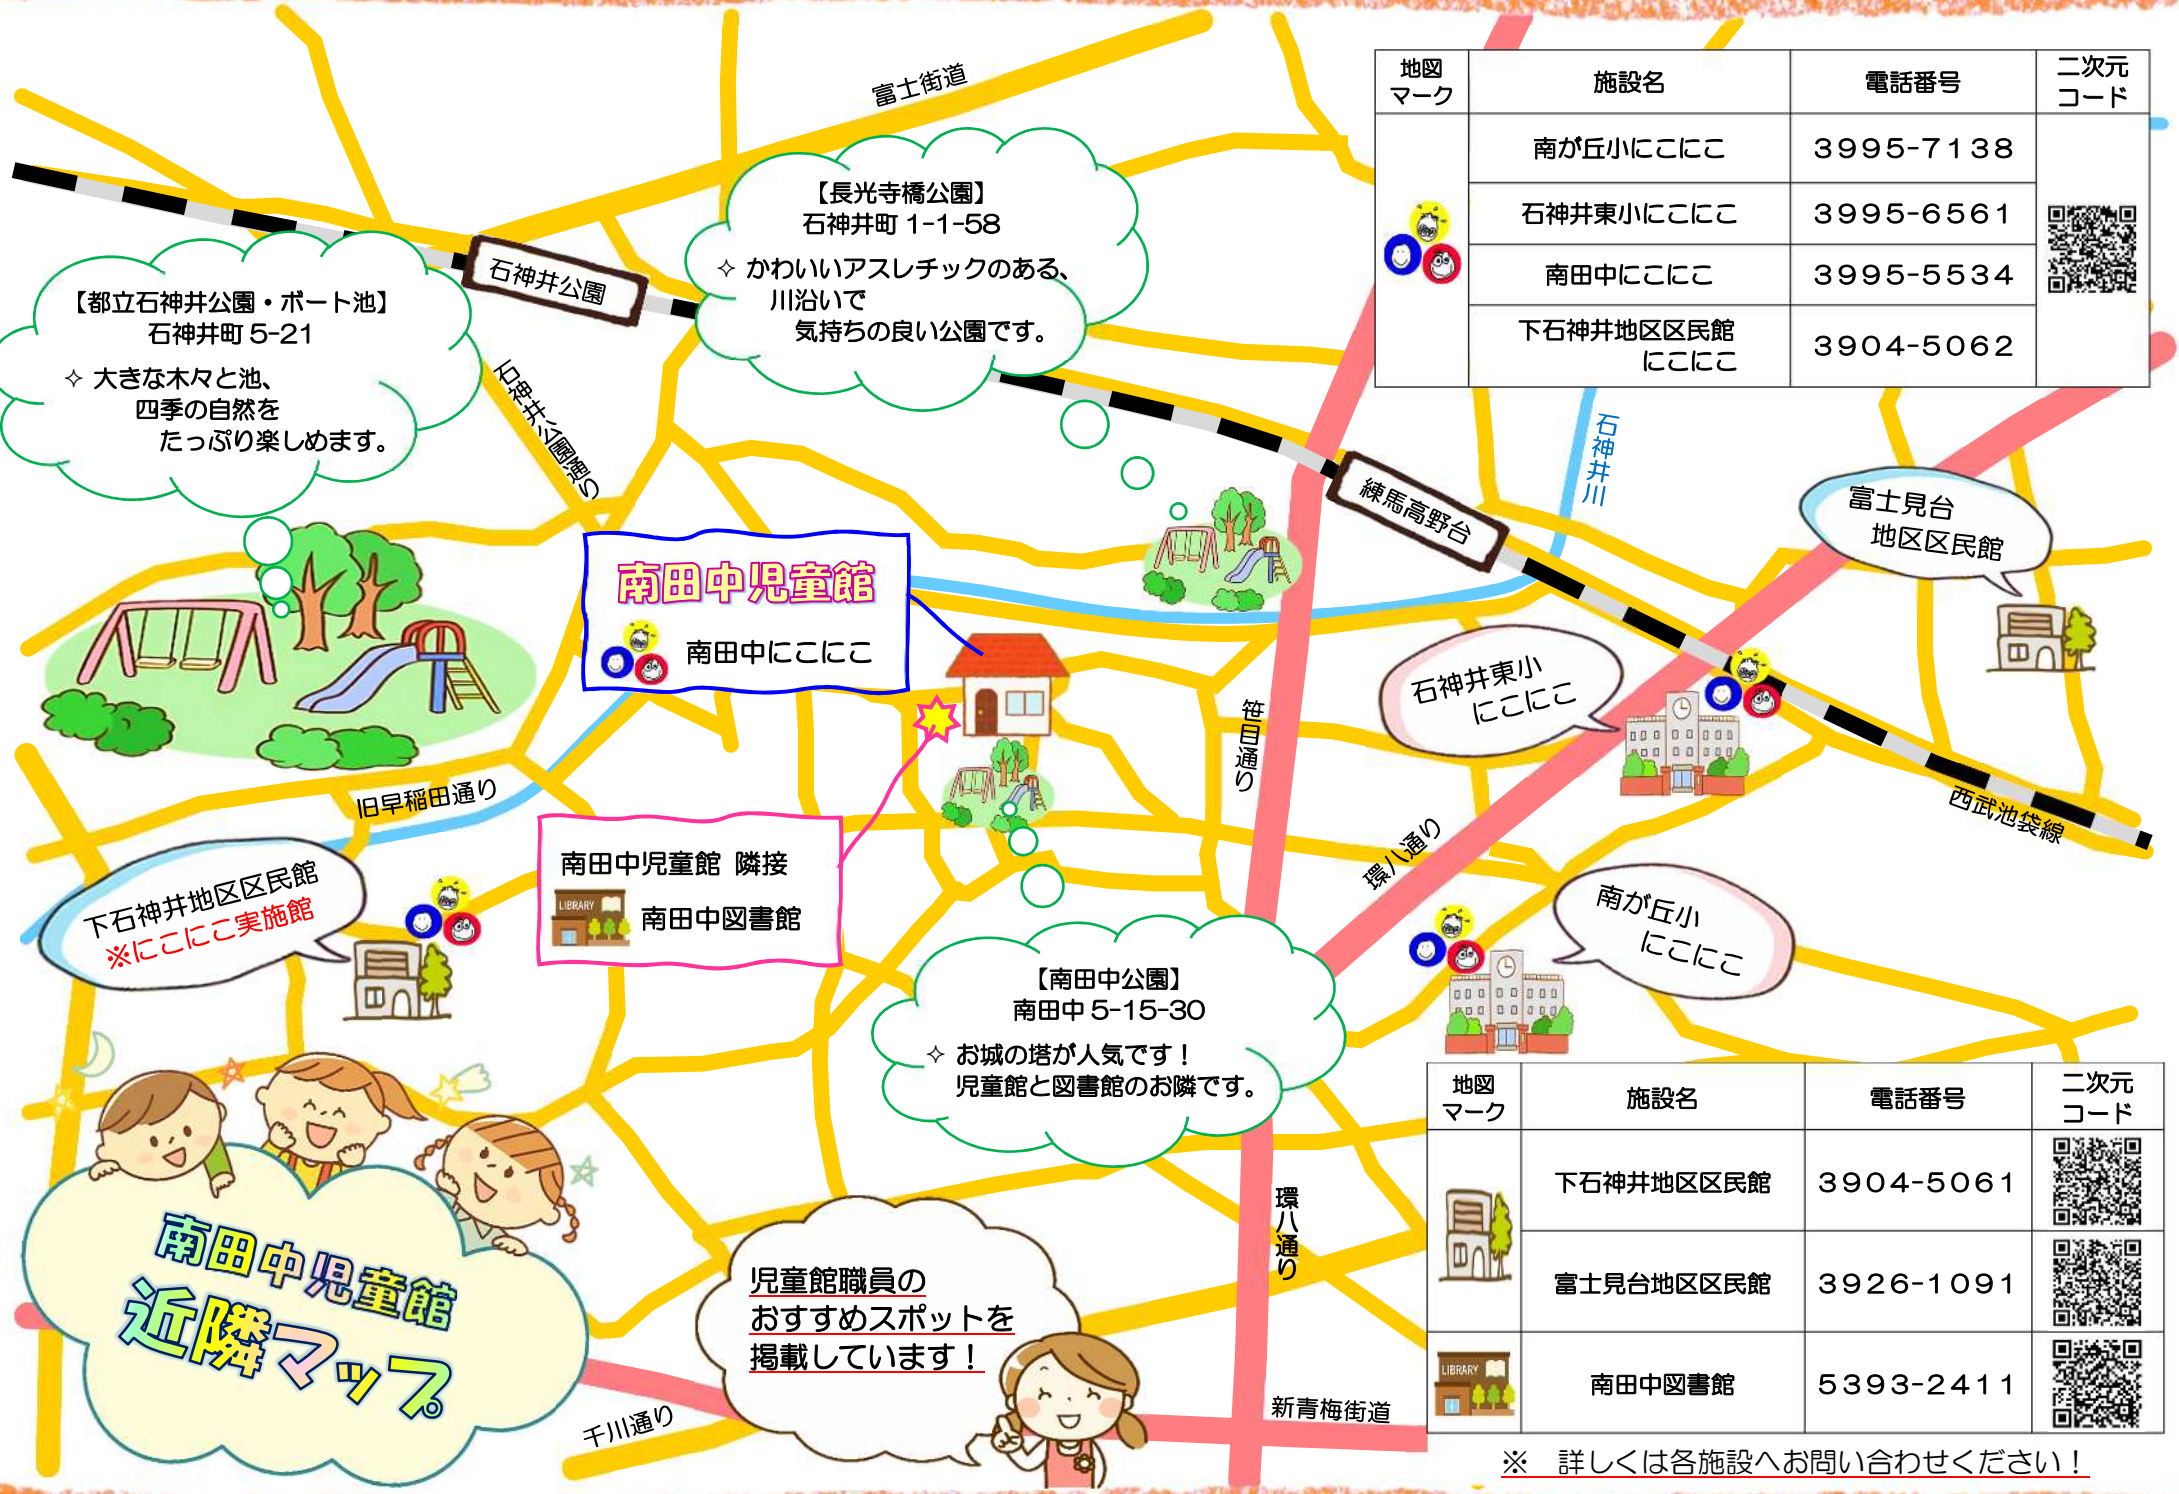 富士街道
【長光寺橋公園】
石神井町 1-1-58
✧ かわいいアスレチックのある、
川沿いで
気持ちの良い公園です。
石神井公園
【都立石神井公園・ボート池】
石神井町 5-21
✧ 大きな木々と池、
四季の自然を
たっぷり楽しめます。
石神井公園通り
地図マーク 施設名 電話番号 二次元コード
南が丘小にこにこ 3995-7138
石神井東小にこにこ 3995-6561
南田中にこにこ 3995-5534
下石神井地区区民館
にこにこ 3904-5062
石神井川
練馬高野台
富士見台
地区区民館
南田中児童館
南田中にこにこ
石神井東小
にこにこ
笹目通り
旧早稲田通り
西武池袋線
環八通り
南田中児童館 隣接
LIBRARY
南田中図書館
下石神井地区区民館
※にこにこ実施館
南が丘小
にこにこ
【南田中公園】
南田中 5-15-30
✧ お城の塔が人気です！
児童館と図書館のお隣です。
地図マーク 施設名 電話番号 二次元コード
下石神井地区区民館 3904-5061
富士見台地区区民館 3926-1091
LIBRARY
南田中図書館 5393-2411
※ 詳しくは各施設へお問い合わせください！
環八通り
新青梅街道
千川通り
児童館職員の
おすすめスポットを
掲載しています！
南田中児童館
近隣マップ